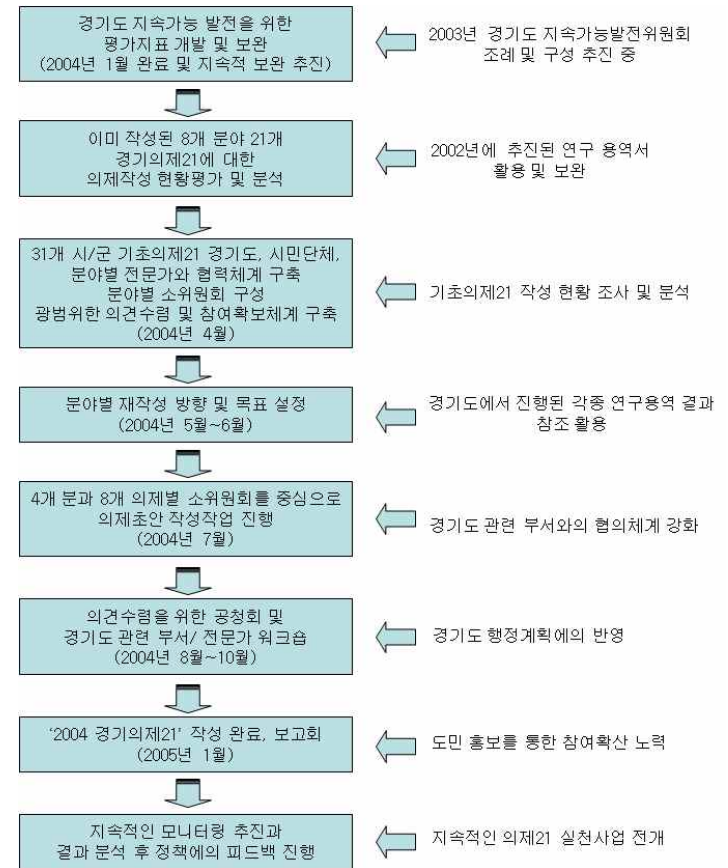 경기도 지속가능 발전을 위한
평가지표 개발 및 보완
(2004년 1월 완료 및 지속적 보완 추진)
2003년 경기도 지속가능발전위원회
조례 및 구성 추진 중
이미 작성된 8개 분야 21개
경기의제21에 대한
의제작성 현황평가 및 분석
2002년에 추진된 연구 용역서
활용 및 보완
31개 시/군 기초의제21 경기도, 시민단체,
분야별 전문가와 협력체계 구축
분야별 소위원회 구성
광범위한 의견수렴 및 참여확보체계 구축
(2004년 4월)
기초의제21 작성 현황 조사 및 분석
분야별 재작성 방향 및 목표 설정
(2004년 5월~6월)
경기도에서 진행된 각종 연구용역 결과
참조 활용
4개 분과 8개 의제별 소위원회를 중심으로
의제초안 작성작업 진행
(2004년 7월)
경기도 관련 부서와의 협의체계 강화
의견수렴을 위한 공청회 및
경기도 관련 부서/ 전문가 워크숍
(2004년 8월~10월)
경기도 행정계획에의 반영
‘2004 경기의제21’ 작성 완료, 보고회
(2005년 1월)
도민 홍보를 통한 참여확산 노력
지속적인 모니터링 추진과
결과 분석 후 정책에의 피드백 진행
지속적인 의제21 실천사업 전개